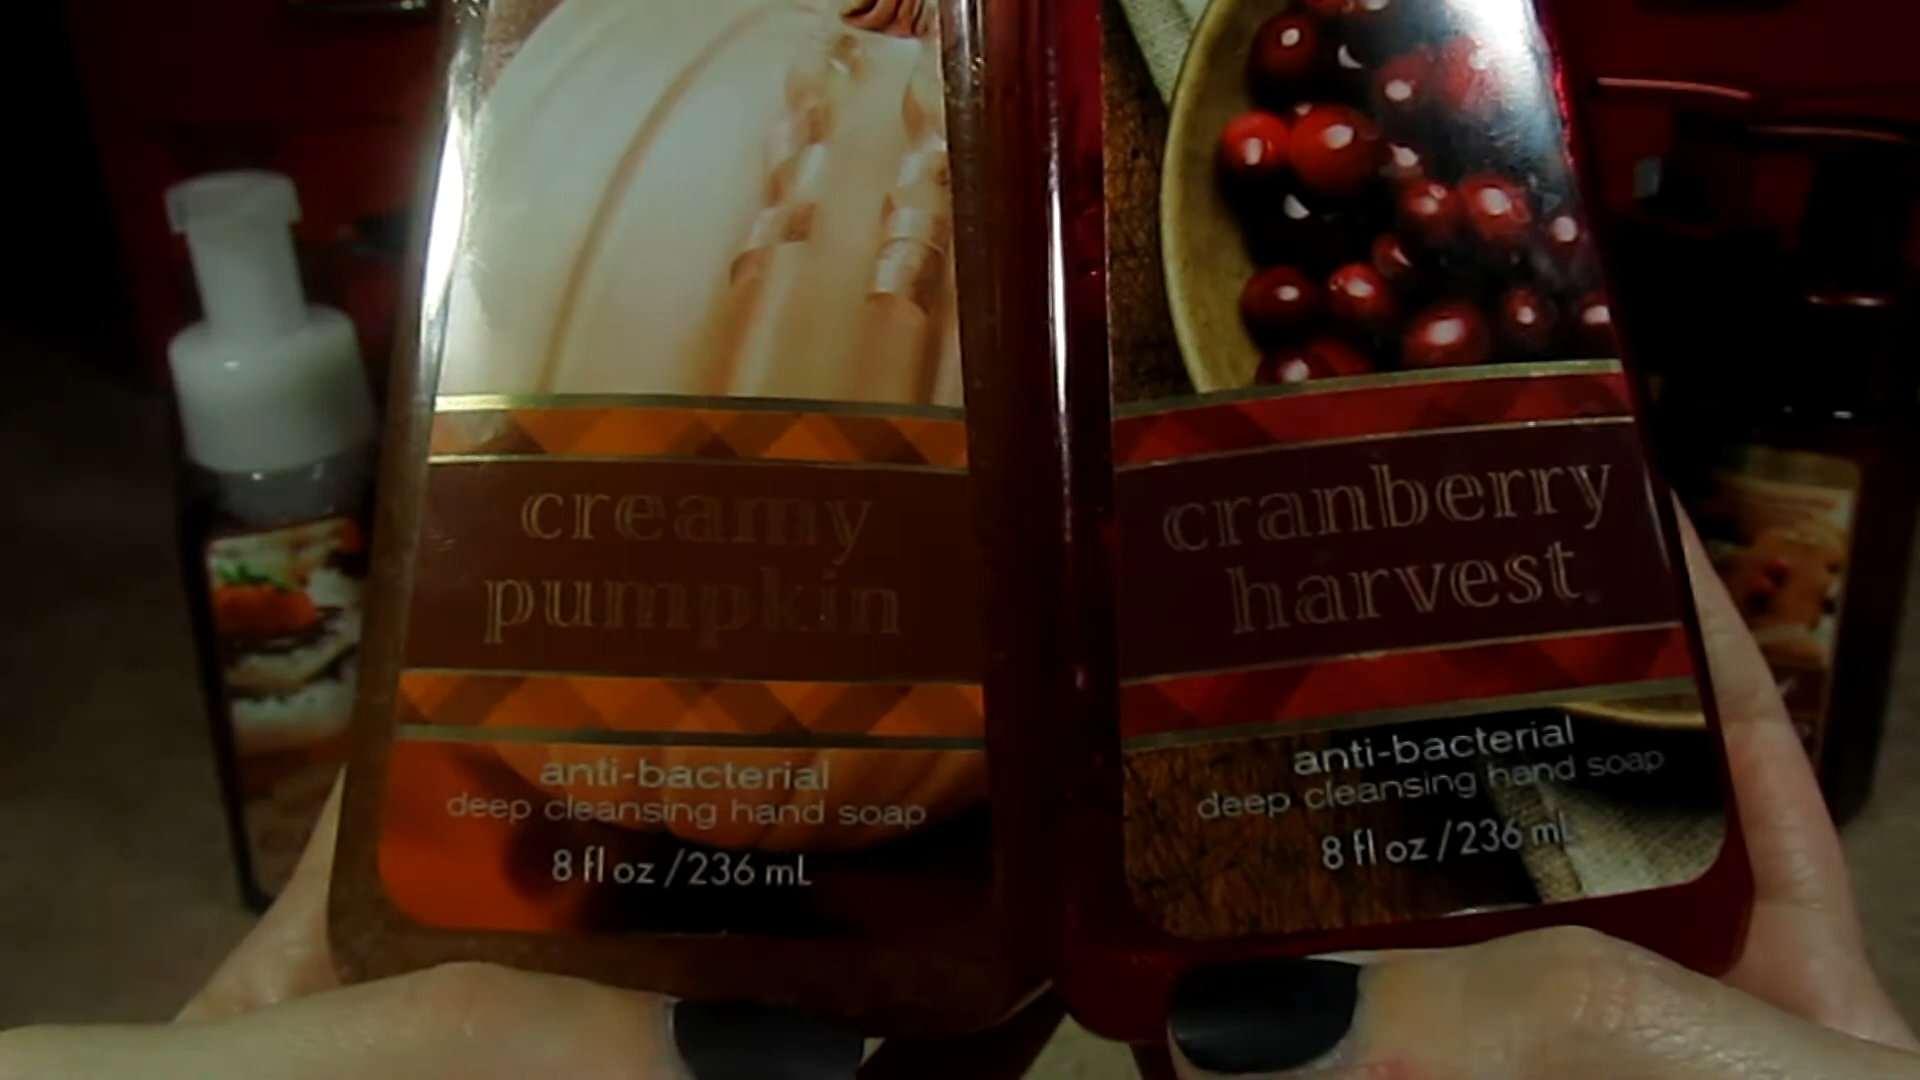 creamy
pumpkin
anti-bacterial
deep cleansing hand soap
8 fl oz / 236 mL
cranberry
harvest
anti-bacterial
deep cleansing hand soap
8 fl oz / 236 mL